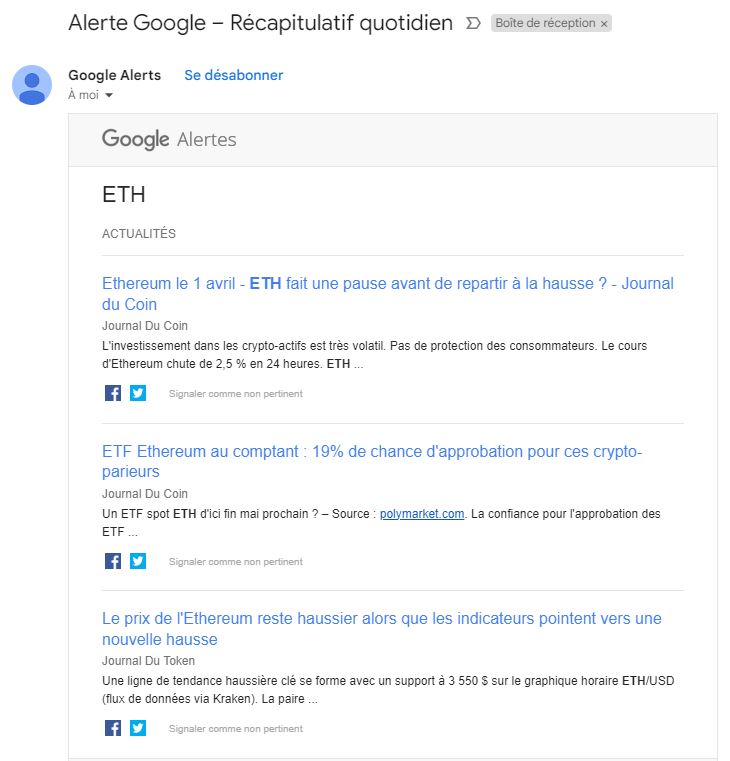 Alerte Google – Récapitulatif quotidien
Boîte de réception ×
Google Alerts Se désabonner
À moi
Google Alertes
ETH
ACTUALITÉS
Ethereum le 1 avril - ETH fait une pause avant de repartir à la hausse ? - Journal
du Coin
Journal Du Coin
L'investissement dans les crypto-actifs est très volatil. Pas de protection des consommateurs. Le cours
d'Ethereum chute de 2,5 % en 24 heures. ETH ...
Signaler comme non pertinent
ETF Ethereum au comptant : 19% de chance d'approbation pour ces crypto-
parieurs
Journal Du Coin
Un ETF spot ETH d'ici fin mai prochain ? – Source : polymarket.com. La confiance pour l'approbation des
ETF ...
Signaler comme non pertinent
Le prix de l'Ethereum reste haussier alors que les indicateurs pointent vers une
nouvelle hausse
Journal Du Token
Une ligne de tendance haussière clé se forme avec un support à 3 550 $ sur le graphique horaire ETH/USD
(flux de données via Kraken). La paire ...
Signaler comme non pertinent